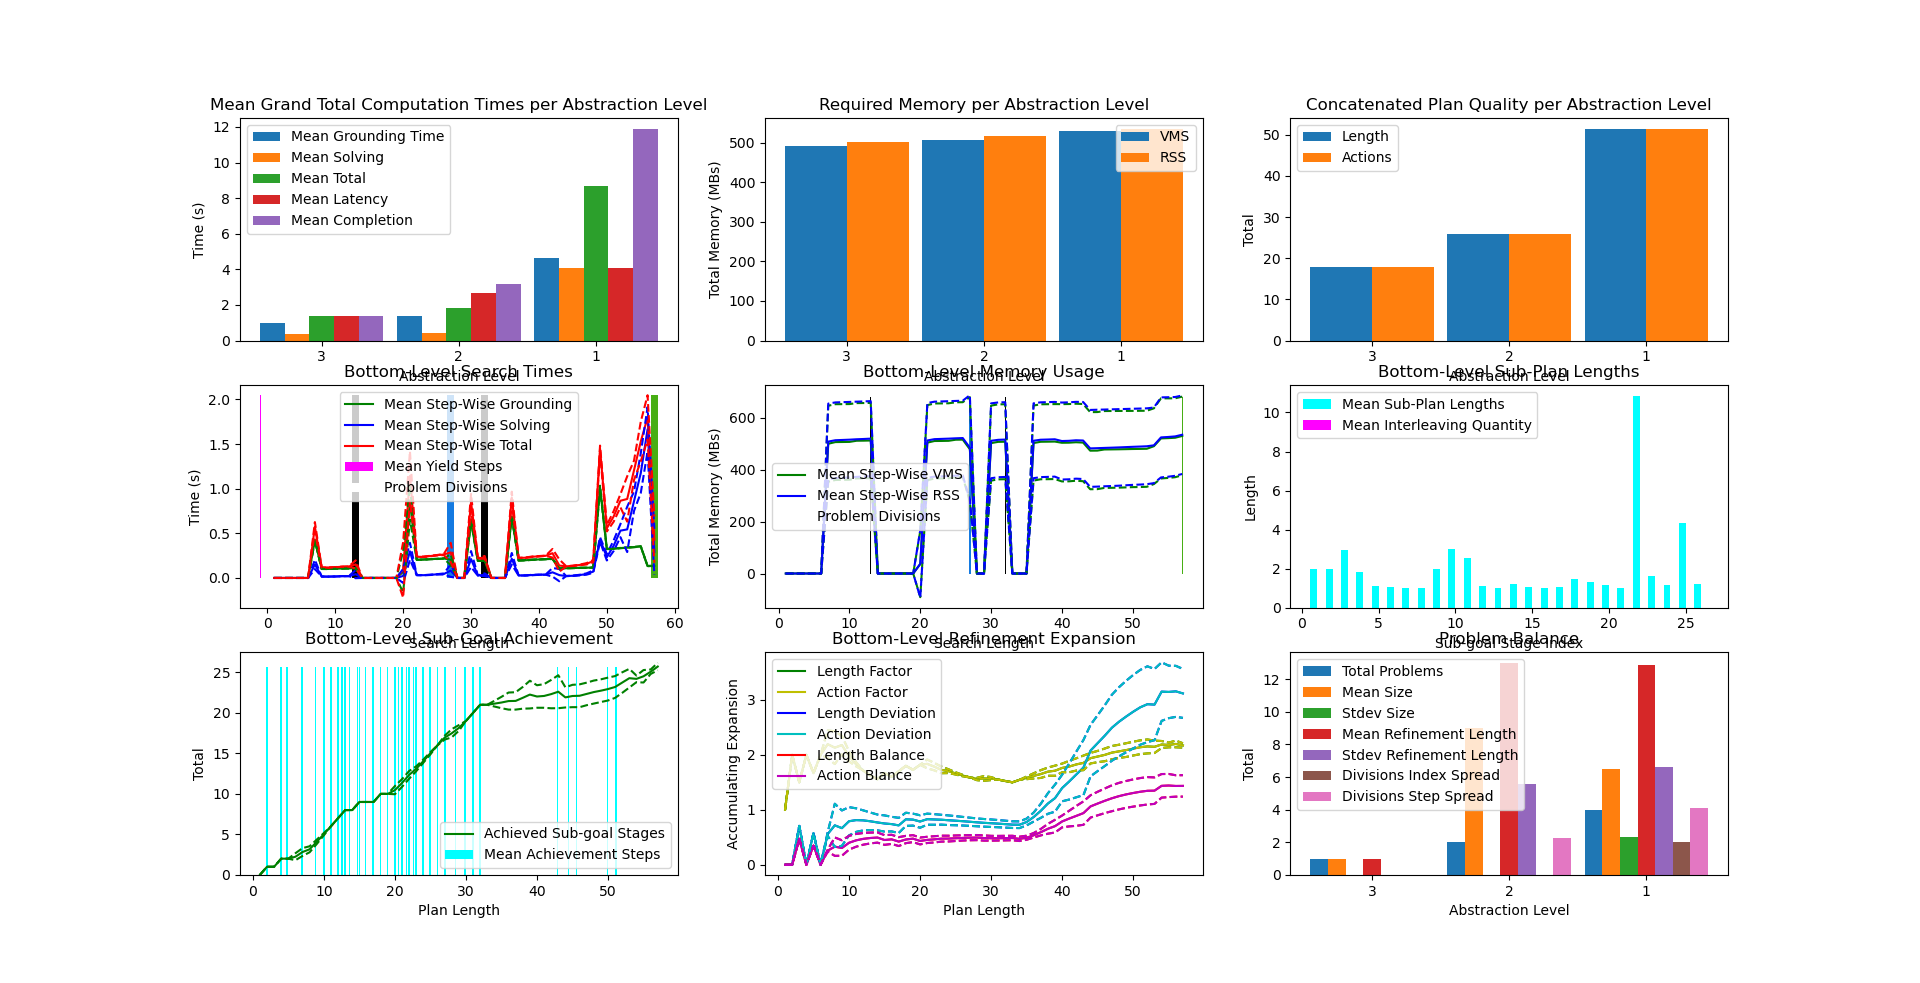 Mean Grand Total Computation Times per Abstraction Level
12
10
8
6
4
2
0
Time (s)
Mean Grounding Time
Mean Solving
Mean Total
Mean Latency
Mean Completion
3
2
1
Abstraction Level
Required Memory per Abstraction Level
500
400
300
200
100
0
Total Memory (MBs)
VMS
RSS
3
2
1
Abstraction Level
Concatenated Plan Quality per Abstraction Level
50
40
30
20
10
0
Total
Length
Actions
3
2
1
Abstraction Level
Bottom-Level Search Times
2.0
1.5
1.0
0.5
0.0
Time (s)
Mean Step-Wise Grounding
Mean Step-Wise Solving
Mean Step-Wise Total
Mean Yield Steps
Problem Divisions
0
10
20
30
40
50
60
Search Length
Bottom-Level Memory Usage
600
400
200
0
Total Memory (MBs)
Mean Step-Wise VMS
Mean Step-Wise RSS
Problem Divisions
0
10
20
30
40
50
Search Length
Bottom-Level Sub-Plan Lengths
10
8
6
4
2
0
Length
Mean Sub-Plan Lengths
Mean Interleaving Quantity
0
5
10
15
20
25
Sub-goal Stage Index
Bottom-Level Sub-Goal Achievement
25
20
15
10
5
0
Total
Achieved Sub-goal Stages
Mean Achievement Steps
0
10
20
30
40
50
Plan Length
Bottom-Level Refinement Expansion
3
2
1
0
Accumulating Expansion
Length Factor
Action Factor
Length Deviation
Action Deviation
Length Balance
Action Balance
0
10
20
30
40
50
Plan Length
Problem Balance
12
10
8
6
4
2
0
Total
Total Problems
Mean Size
Stdev Size
Mean Refinement Length
Stdev Refinement Length
Divisions Index Spread
Divisions Step Spread
3
2
1
Abstraction Level